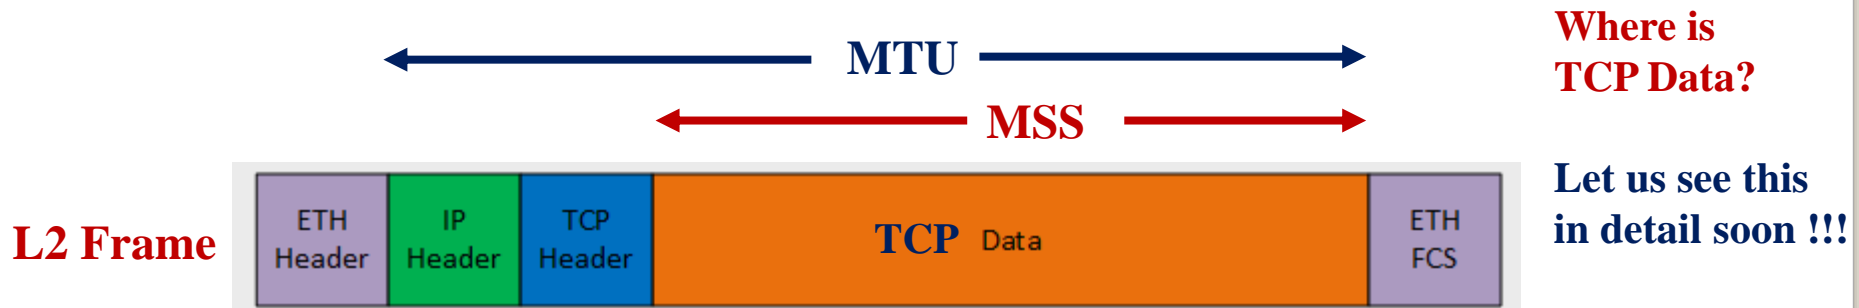 MTU
MSS
Where is
TCP Data?
Let us see this
in detail soon !!!
L2 Frame
ETH
Header
IP
Header
TCP
Header
TCP Data
ETH
FCS